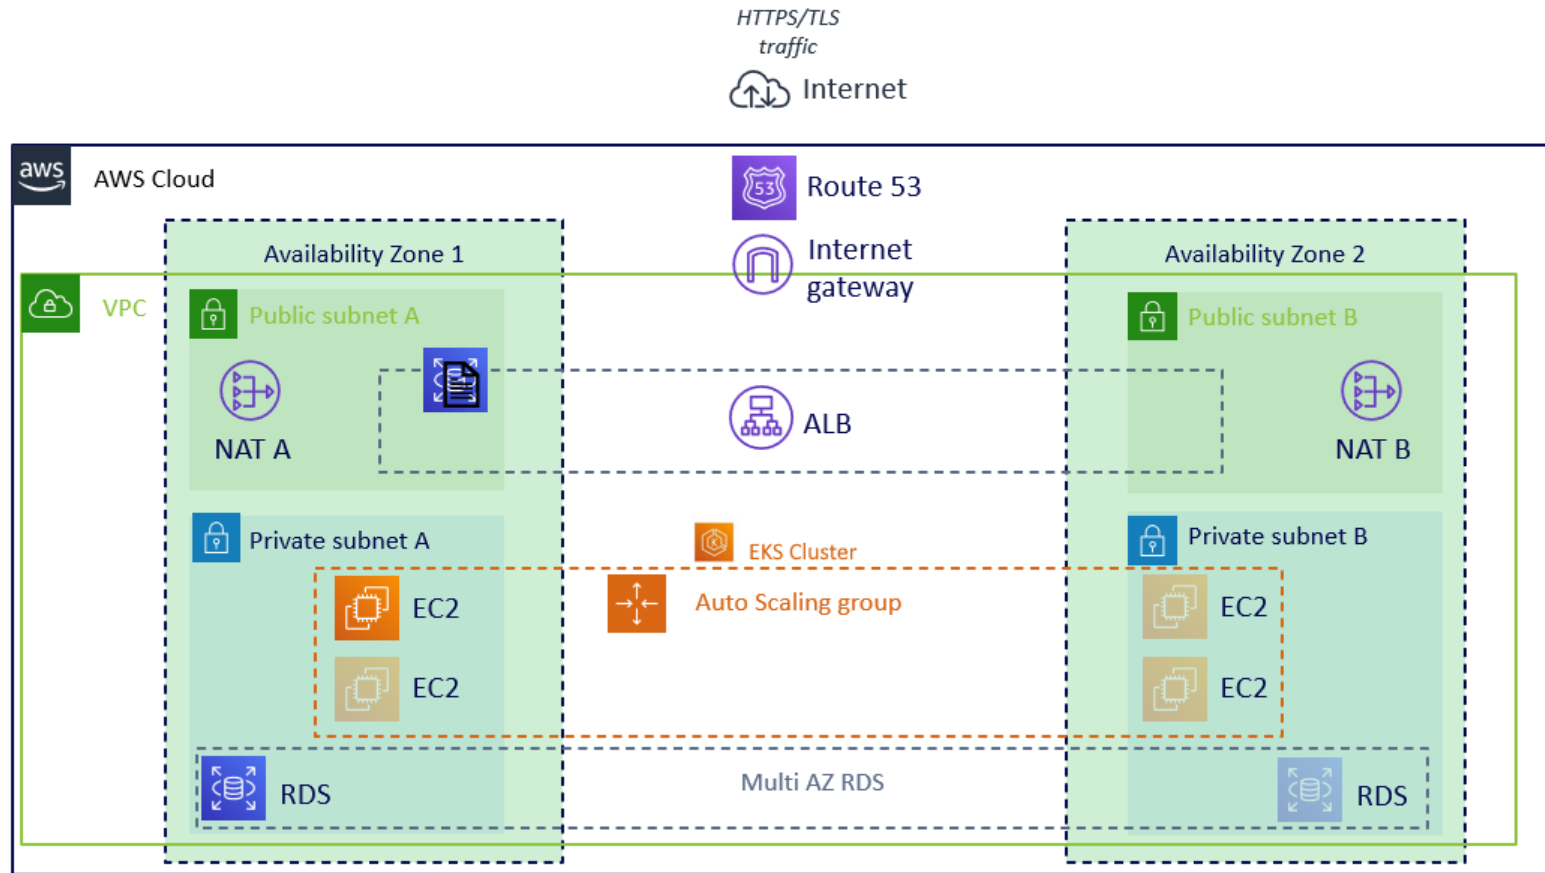 HTTPS/TLS
traffic
Internet
aws
AWS Cloud
53
Route 53
Availability Zone 1
Internet
gateway
Availability Zone 2
VPC
Public subnet A
Public subnet B
NAT A
ALB
NAT B
Private subnet A
EKS Cluster
Private subnet B
EC2
Auto Scaling group
EC2
EC2
EC2
RDS
Multi AZ RDS
RDS